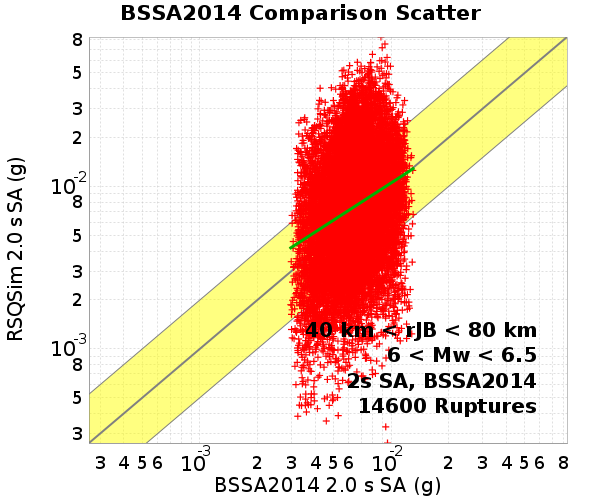 BSSA2014 Comparison Scatter
RSQSim 2.0 s SA (g)
8
5
3
2
10-2
8
5
3
2
10-3
8
5
3
40 km < rJB < 80 km
6 < Mw < 6.5
2s SA, BSSA2014
14600 Ruptures
3 4 5 6 10-3 2 3 4 5 6 10-2 2 3 4 5 6 8
BSSA2014 2.0 s SA (g)